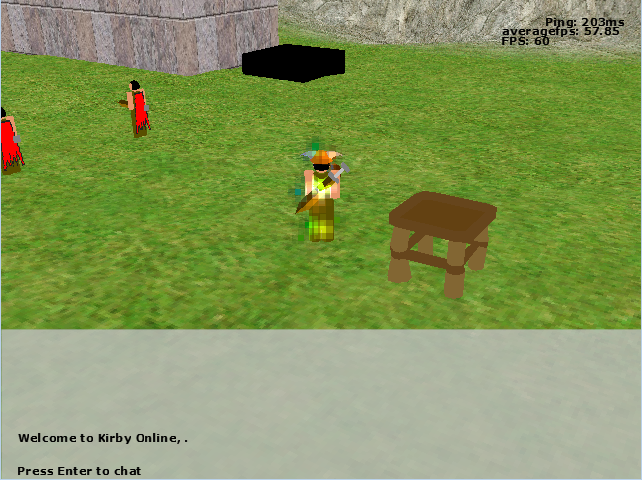 Ping: 203ms
averagefps: 57.85
FPS: 60
Welcome to Kirby Online, .
Press Enter to chat